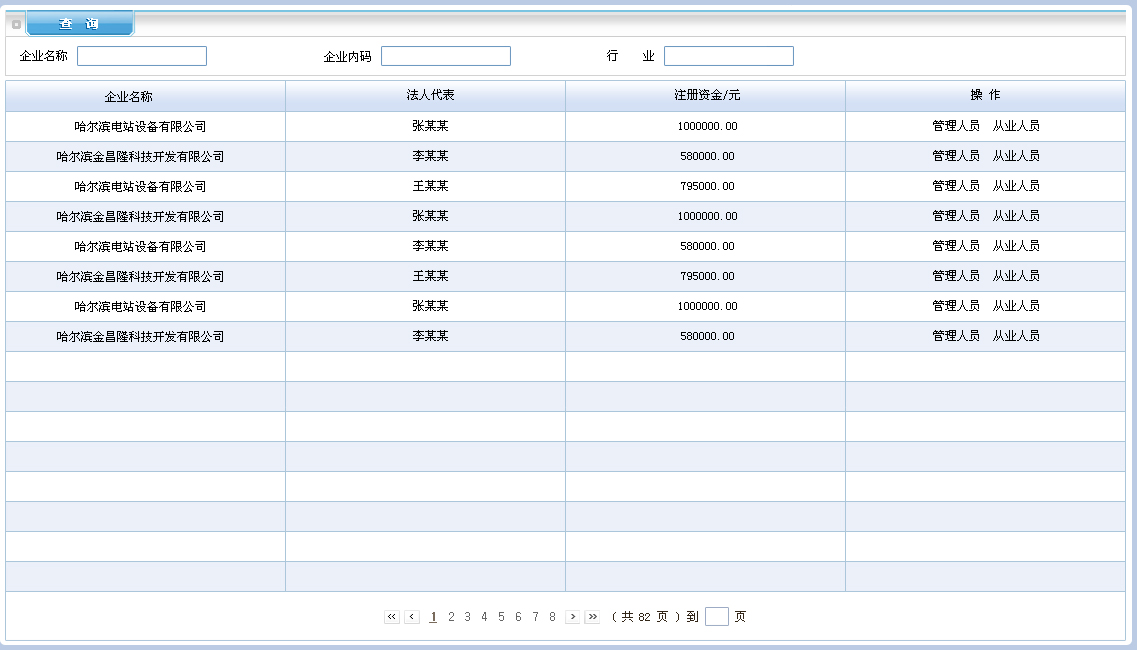 查 询
企业名称 企业内码 行 业
企业名称 法人代表 注册资金/元 操 作
哈尔滨电站设备有限公司 张某某 1000000.00 管理人员 从业人员
哈尔滨金昌隆科技开发有限公司 李某某 580000.00 管理人员 从业人员
哈尔滨电站设备有限公司 王某某 795000.00 管理人员 从业人员
哈尔滨金昌隆科技开发有限公司 张某某 1000000.00 管理人员 从业人员
哈尔滨电站设备有限公司 李某某 580000.00 管理人员 从业人员
哈尔滨金昌隆科技开发有限公司 王某某 795000.00 管理人员 从业人员
哈尔滨电站设备有限公司 张某某 1000000.00 管理人员 从业人员
哈尔滨金昌隆科技开发有限公司 李某某 580000.00 管理人员 从业人员
« ‹ 1 2 3 4 5 6 7 8 › » ( 共 82 页 ) 到 页